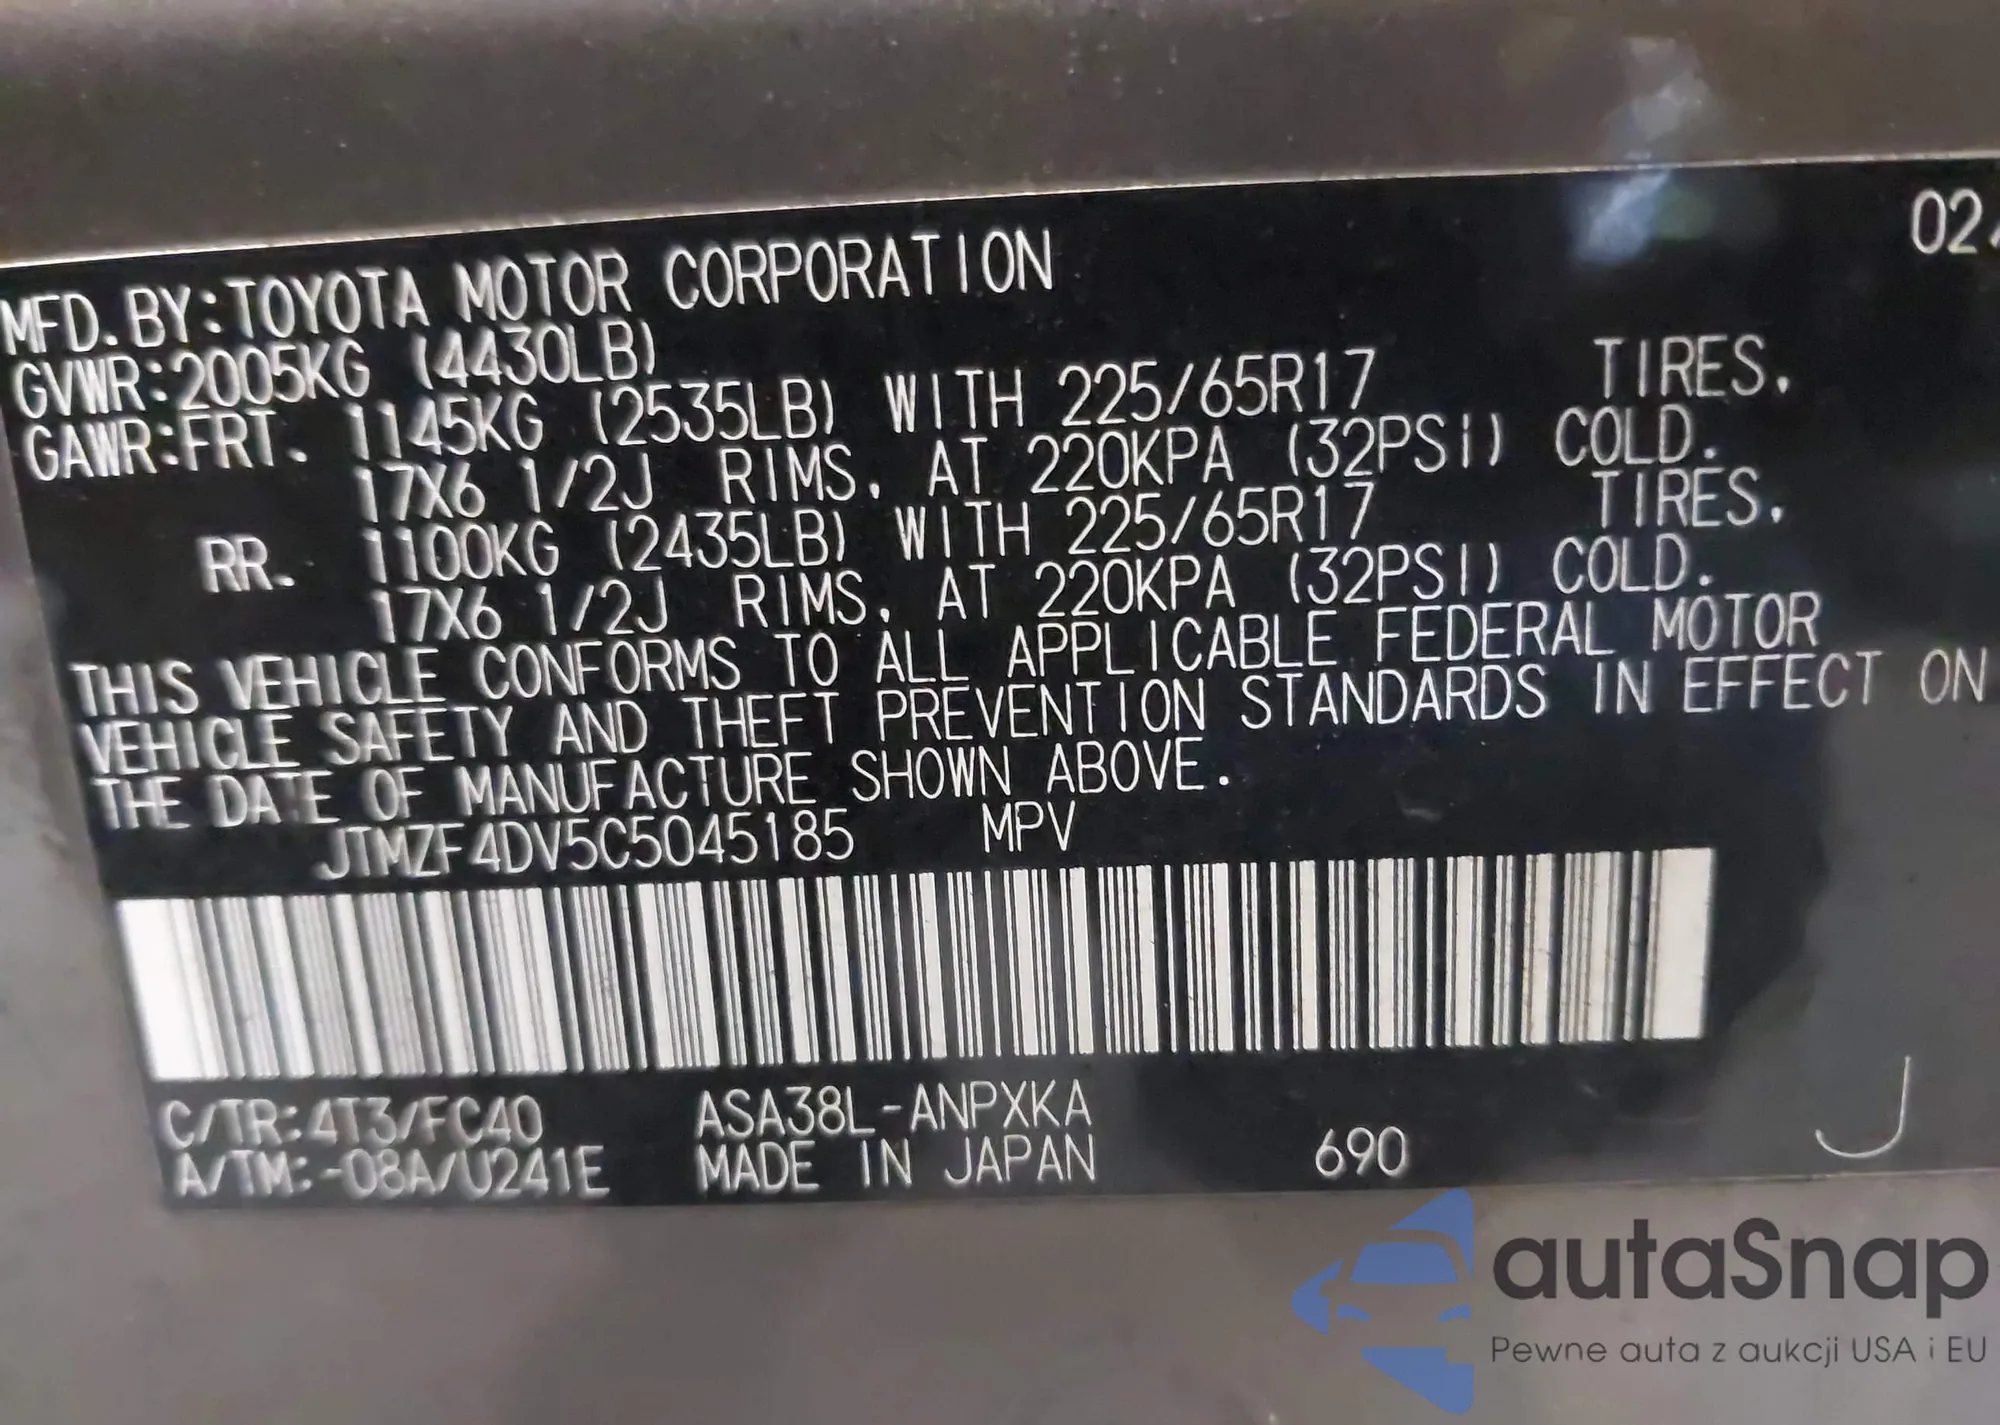 02
MFD. BY:TOYOTA MOTOR CORPORATION
GVWR:2005KG (4430LB)
GAWR:FRT. 1145KG (2535LB) WITH 225/65R17 TIRES,
17X6 1/2J RIMS, AT 220KPA (32PSi) COLD.
RR. 1100KG (2435LB) WITH 225/65R17 TIRES,
17X6 1/2J RIMS, AT 220KPA (32PSI) COLD.
THIS VEHICLE CONFORMS TO ALL APPLICABLE FEDERAL MOTOR
VEHICLE SAFETY AND THEFT PREVENTION STANDARDS IN EFFECT ON
THE DATE OF MANUFACTURE SHOWN ABOVE.
JTMZF4DV5C5045185 MPV
C/TR:4T3/FC40 ASA38L-ANPXKA
A/TM:-08A/U241E MADE IN JAPAN 690
J
autaSnap
Pewne auta z aukcji USA i EU